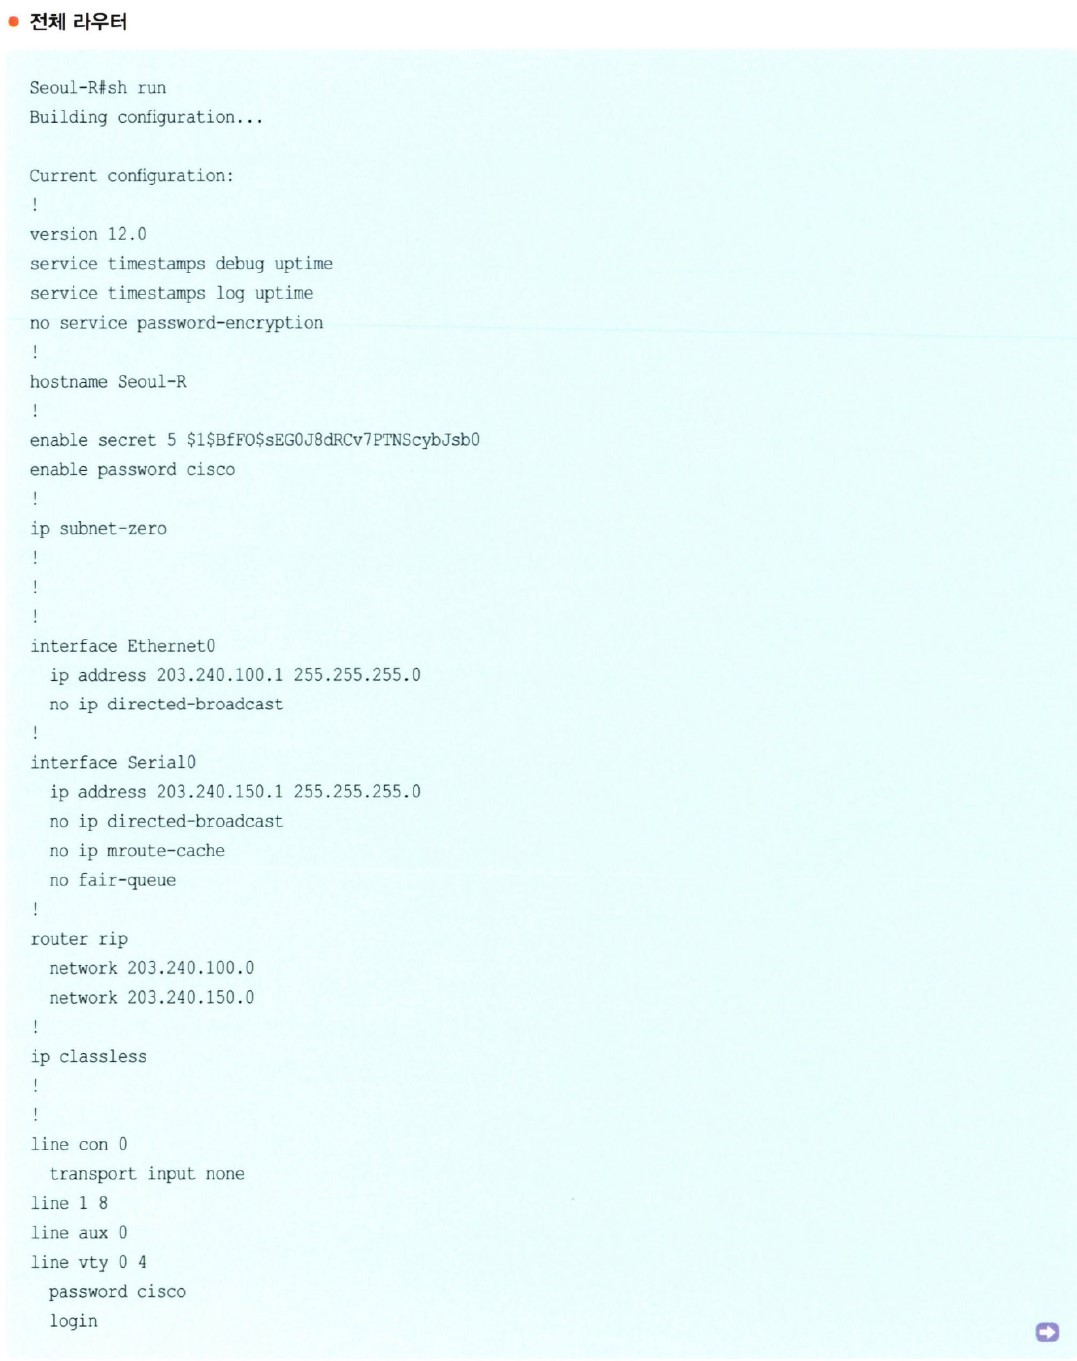 전체 라우터
Seoul-R#sh run
Building configuration...
Current configuration:
!
version 12.0
service timestamps debug uptime
service timestamps log uptime
no service password-encryption
!
hostname Seoul-R
!
enable secret 5 $1$BfFO$sEG0J8dRCv7PTNScybJsb0
enable password cisco
!
ip subnet-zero
!
!
!
interface Ethernet0
ip address 203.240.100.1 255.255.255.0
no ip directed-broadcast
!
interface Serial0
ip address 203.240.150.1 255.255.255.0
no ip directed-broadcast
no ip mroute-cache
no fair-queue
!
router rip
network 203.240.100.0
network 203.240.150.0
!
ip classless
!
!
line con 0
transport input none
line 1 8
line aux 0
line vty 0 4
password cisco
login